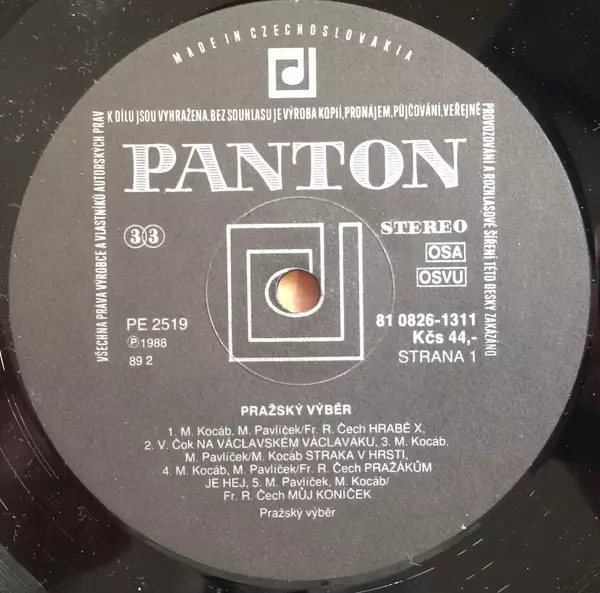 MADE IN CZECHOSLOVAKIA
VŠECHNA PRÁVA VÝROBCE A VLASTNÍKŮ AUTORSKÝCH PRÁV
K DÍLU JSOU VYHRAŽENA. BEZ SOUHLASU JE VÝROBA KOPIÍ, PRONÁJEM, PŮJČOVÁNÍ, VEŘEJNÉ
PROVOZOVÁNÍ A ROZHLASOVÉ ŠÍŘENÍ TÉTO DESKY ZAKÁZÁNO
PANTON
33
STEREO
OSA
OSVU
PE 2519
Ⓟ1988
89 2
81 0826-1311
Kčs 44,-
STRANA 1
PRAŽSKÝ VÝBĚR
1. M. Kocáb, M. Pavlíček/Fr. R. Čech HRABĚ X,
2. V. Čok NA VÁCLAVSKÉM VÁCLAVÁKU, 3. M. Kocáb,
M. Pavlíček/M. Kocáb STRAKA V HRSTI,
4. M. Kocáb, M. Pavlíček/Fr. R. Čech PRAŽÁKŮM
JE HEJ, 5. M. Pavlíček, M. Kocáb/
Fr. R. Čech MŮJ KONÍČEK
Pražský výběr